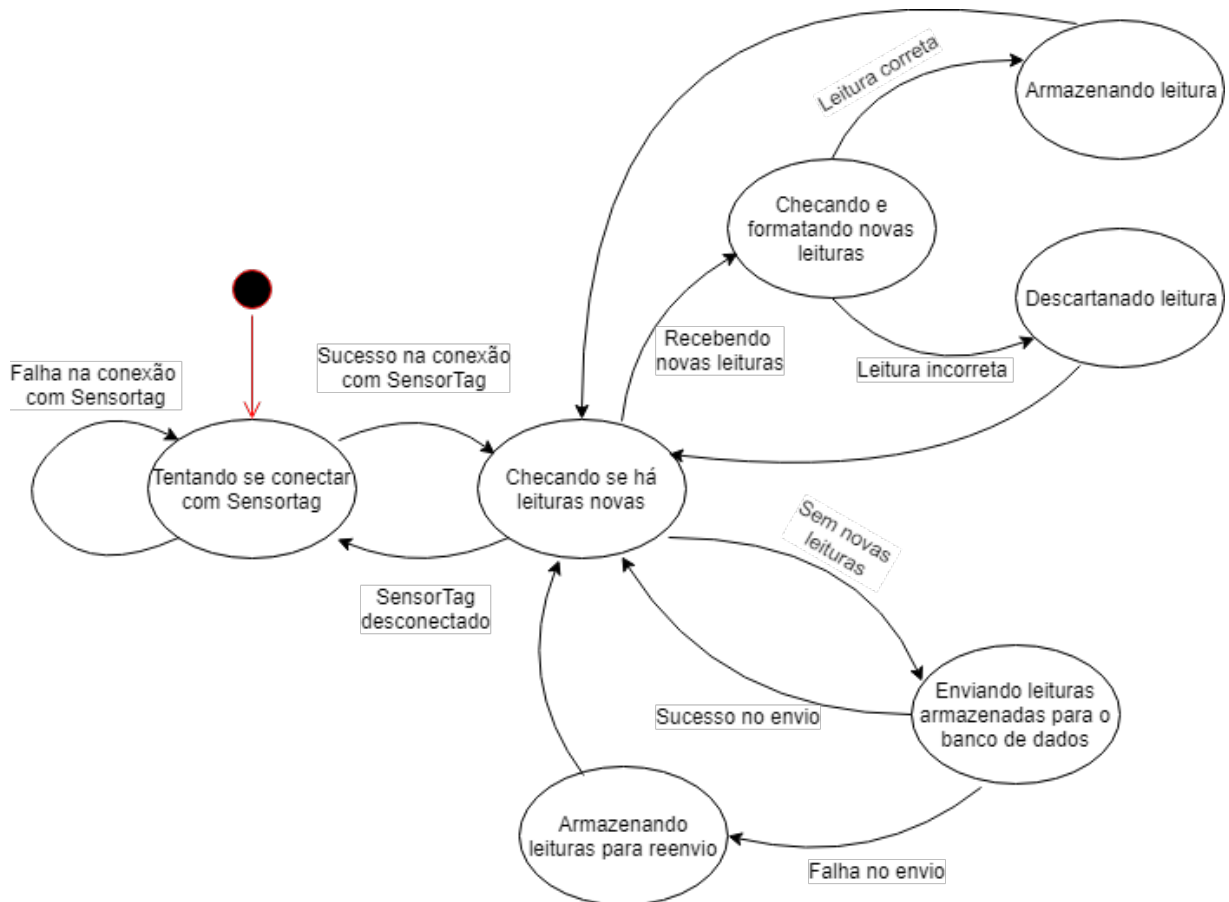 Leitura correta
Armazenando leitura
Checando e
formatando novas
leituras
Descartanado leitura
Recebendo
novas leituras
Leitura incorreta
Sucesso na conexão
com SensorTag
Falha na conexão
com Sensortag
Tentando se conectar
com Sensortag
Checando se há
leituras novas
Sem novas
leituras
SensorTag
desconectado
Enviando leituras
armazenadas para o
banco de dados
Sucesso no envio
Armazenando
leituras para reenvio
Falha no envio